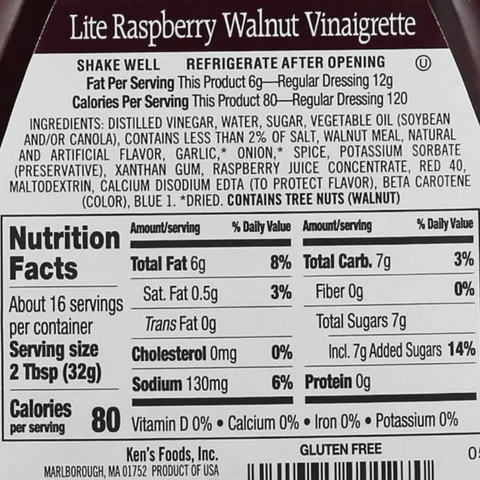 Lite Raspberry Walnut Vinaigrette
SHAKE WELL REFRIGERATE AFTER OPENING U
Fat Per Serving This Product 6g—Regular Dressing 12g
Calories Per Serving This Product 80—Regular Dressing 120
INGREDIENTS: DISTILLED VINEGAR, WATER, SUGAR, VEGETABLE OIL (SOYBEAN
AND/OR CANOLA), CONTAINS LESS THAN 2% OF SALT, WALNUT MEAL, NATURAL
AND ARTIFICIAL FLAVOR, GARLIC,* ONION,* SPICE, POTASSIUM SORBATE
(PRESERVATIVE), XANTHAN GUM, RASPBERRY JUICE CONCENTRATE, RED 40,
MALTODEXTRIN, CALCIUM DISODIUM EDTA (TO PROTECT FLAVOR), BETA CAROTENE
(COLOR), BLUE 1. *DRIED. CONTAINS TREE NUTS (WALNUT)
Nutrition
Facts
About 16 servings
per container
Serving size
2 Tbsp (32g)
Calories
per serving 80
Amount/serving % Daily Value
Total Fat 6g 8%
Sat. Fat 0.5g 3%
Trans Fat 0g
Cholesterol 0mg 0%
Sodium 130mg 6%
Amount/serving % Daily Value
Total Carb. 7g 3%
Fiber 0g 0%
Total Sugars 7g
Incl. 7g Added Sugars 14%
Protein 0g
Vitamin D 0% • Calcium 0% • Iron 0% • Potassium 0%
Ken's Foods, Inc.
MARLBOROUGH, MA 01752 PRODUCT OF USA
GLUTEN FREE